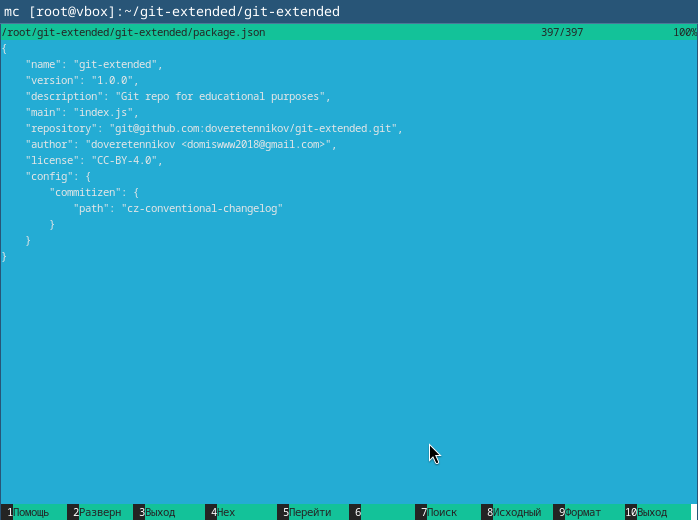 mc [root@vbox]:~/git-extended/git-extended
/root/git-extended/git-extended/package.json 397/397 100%
{
    "name": "git-extended",
    "version": "1.0.0",
    "description": "Git repo for educational purposes",
    "main": "index.js",
    "repository": "git@github.com:doveretennikov/git-extended.git",
    "author": "doveretennikov <domiswww2018@gmail.com>",
    "license": "CC-BY-4.0",
    "config": {
        "commitizen": {
            "path": "cz-conventional-changelog"
        }
    }
}
1Помощь 2Разверн 3Выход 4Hex 5Перейти 6 7Поиск 8Исходный 9Формат 10Выход